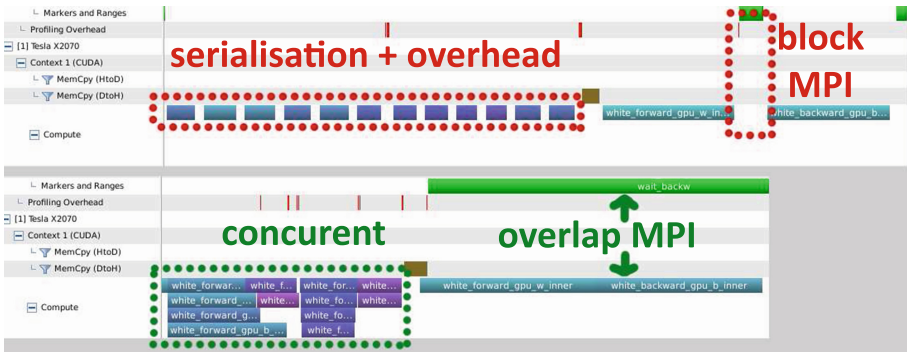 Markers and Ranges
Profiling Overhead
[1] Tesla X2070
Context 1 (CUDA)
MemCpy (HtoD)
MemCpy (DtoH)
Compute
serialisation + overhead
block
MPI
white_forward_gpu_w_in...
white_backward_gpu_b...
Markers and Ranges
wait_backw
Profiling Overhead
[1] Tesla X2070
Context 1 (CUDA)
concurent
overlap MPI
MemCpy (HtoD)
MemCpy (DtoH)
Compute
white_forwar... white_f... white_for... white...
white_forward_gpu_w_inner white_backward_gpu_b_inner
white_forward_... white... white_fo... white...
white_forward_g... white_fo...
white_forward_gpu_b_... white_f...